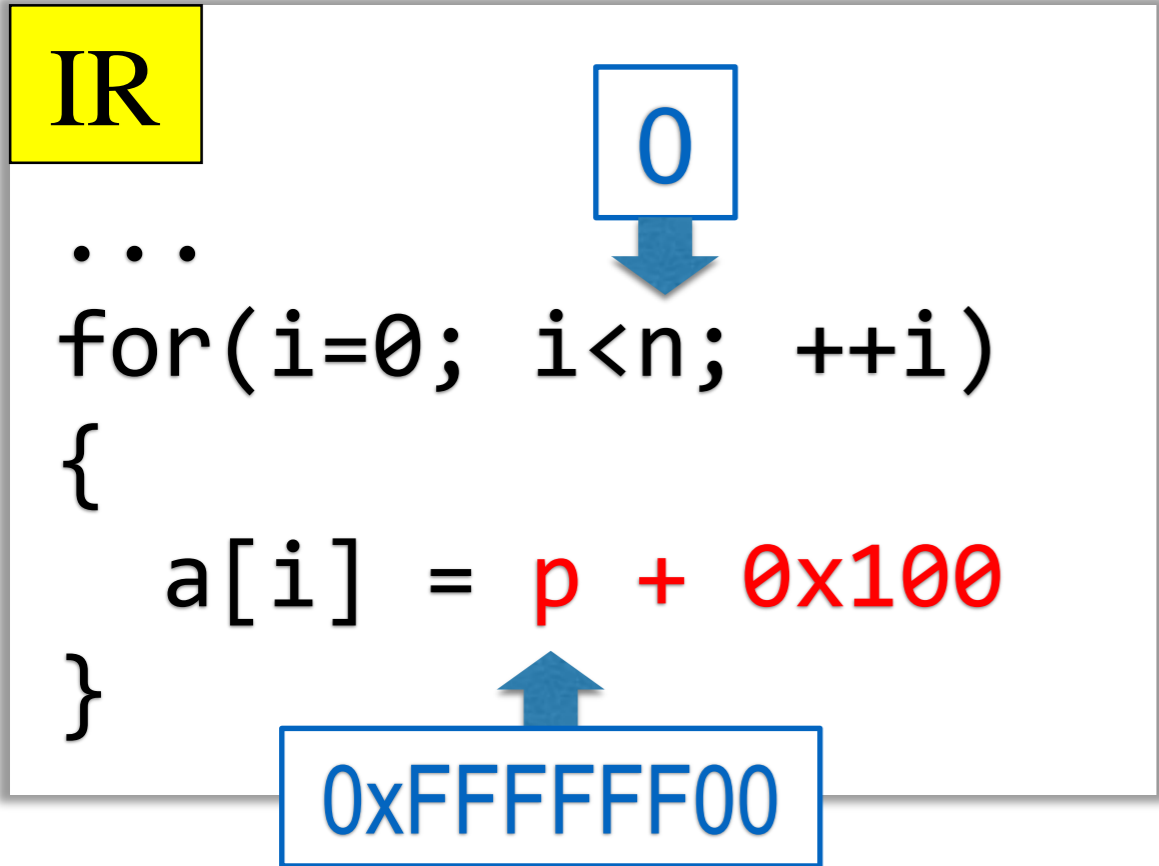 IR
0
...
for(i=0; i<n; ++i)
{
  a[i] = p + 0x100
}
0xFFFFFF00